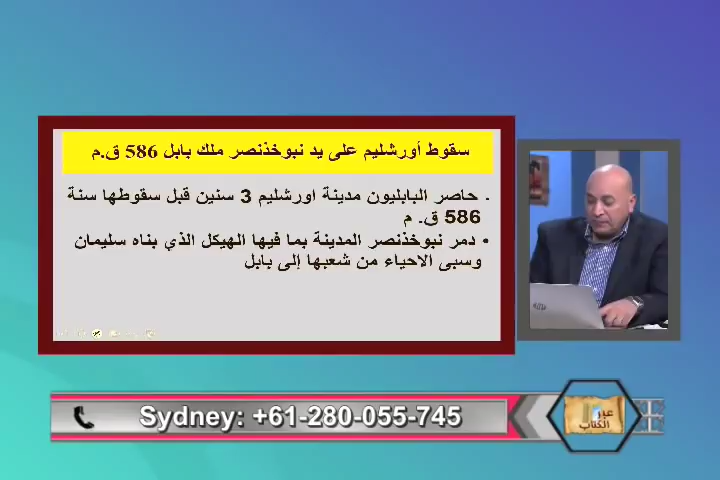 سقوط أورشليم على يد نبوخذنصر ملك بابل 586 ق.م
. حاصر البابليون مدينة اورشليم 3 سنين قبل سقوطها سنة
586 ق. م
• دمر نبوخذنصر المدينة بما فيها الهيكل الذي بناه سليمان
وسبى الاحياء من شعبها إلى بابل
Sydney: +61-280-055-745
عبر
الكتاب